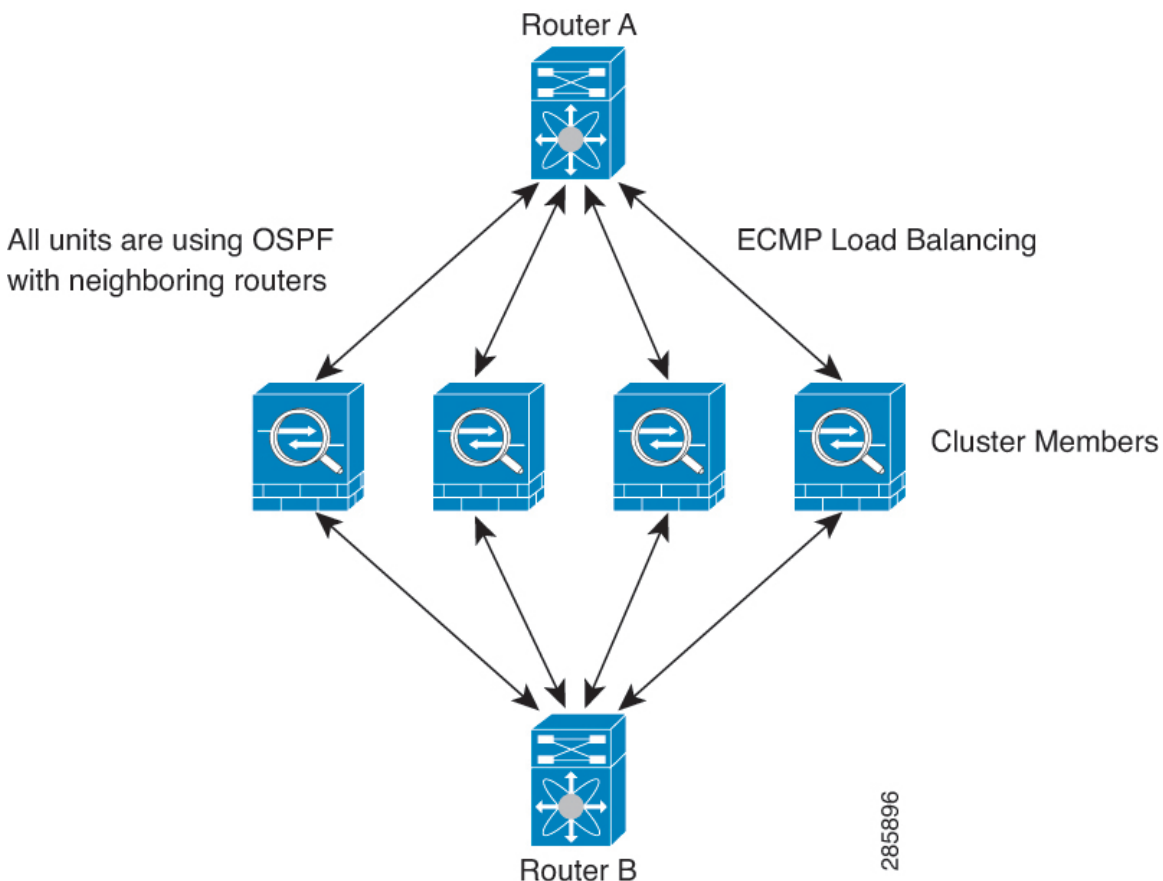 Router A
All units are using OSPF
with neighboring routers
ECMP Load Balancing
Cluster Members
Router B
285896